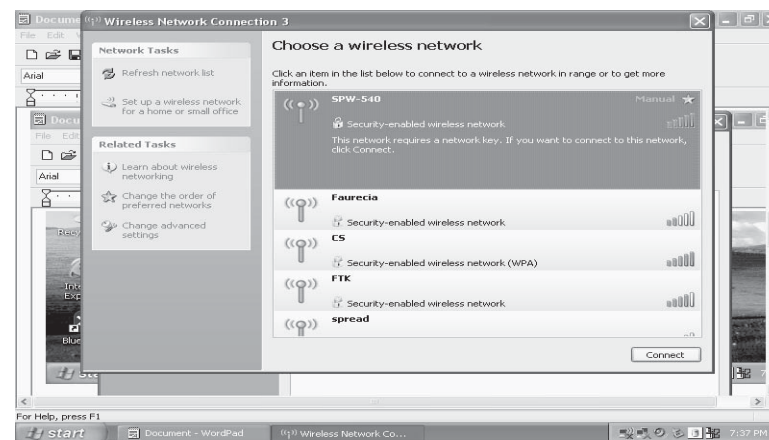 Docume
Wireless Network Connection 3
File Edit
Network Tasks
Refresh network list
Set up a wireless network
for a home or small office
Related Tasks
Learn about wireless
networking
Change the order of
preferred networks
Change advanced
settings
Choose a wireless network
Click an item in the list below to connect to a wireless network in range or to get more
information.
SPW-540 Manual
Security-enabled wireless network
This network requires a network key. If you want to connect to this network,
click Connect.
Faurecia
Security-enabled wireless network
CS
Security-enabled wireless network (WPA)
FTK
Security-enabled wireless network
spread
Connect
Arial
Docu
File Edit
Arial
Recy
Inte
Exp
Blue
For Help, press F1
start
Document - WordPad
Wireless Network Co...
7:37 PM